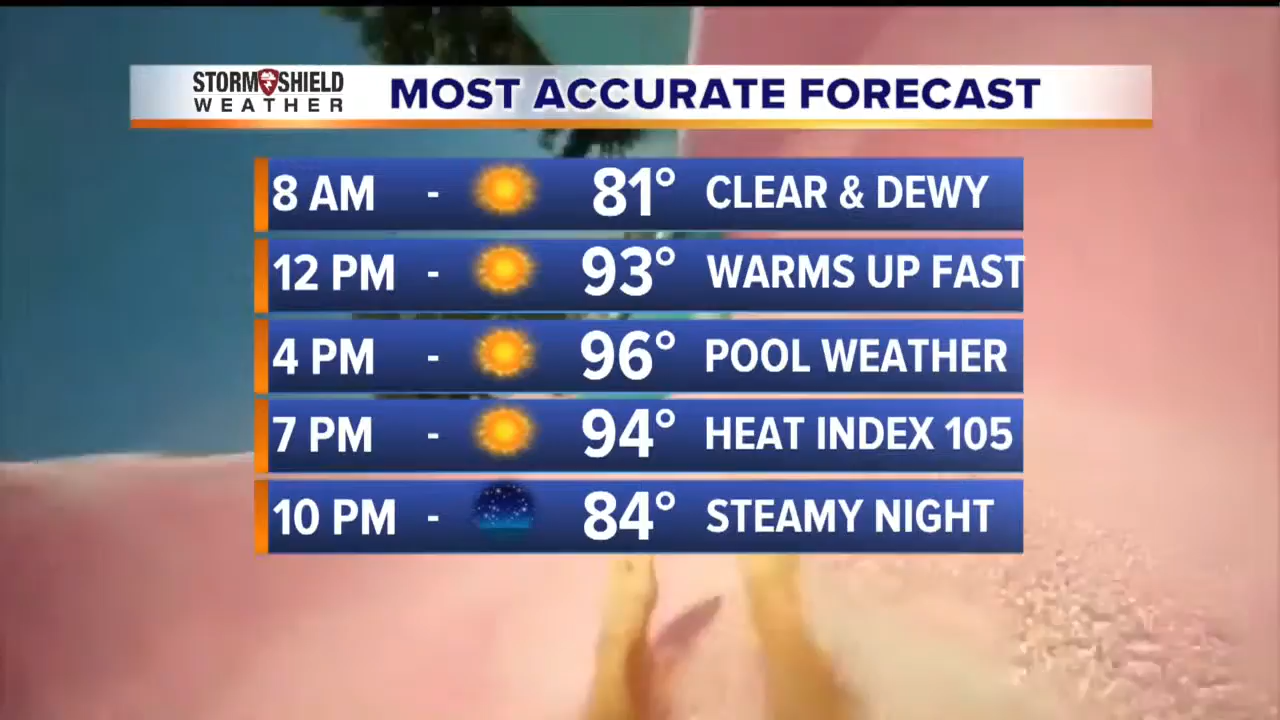 STORM SHIELD
WEATHER
MOST ACCURATE FORECAST
8 AM - 81° CLEAR & DEWY
12 PM - 93° WARMS UP FAST
4 PM - 96° POOL WEATHER
7 PM - 94° HEAT INDEX 105
10 PM - 84° STEAMY NIGHT